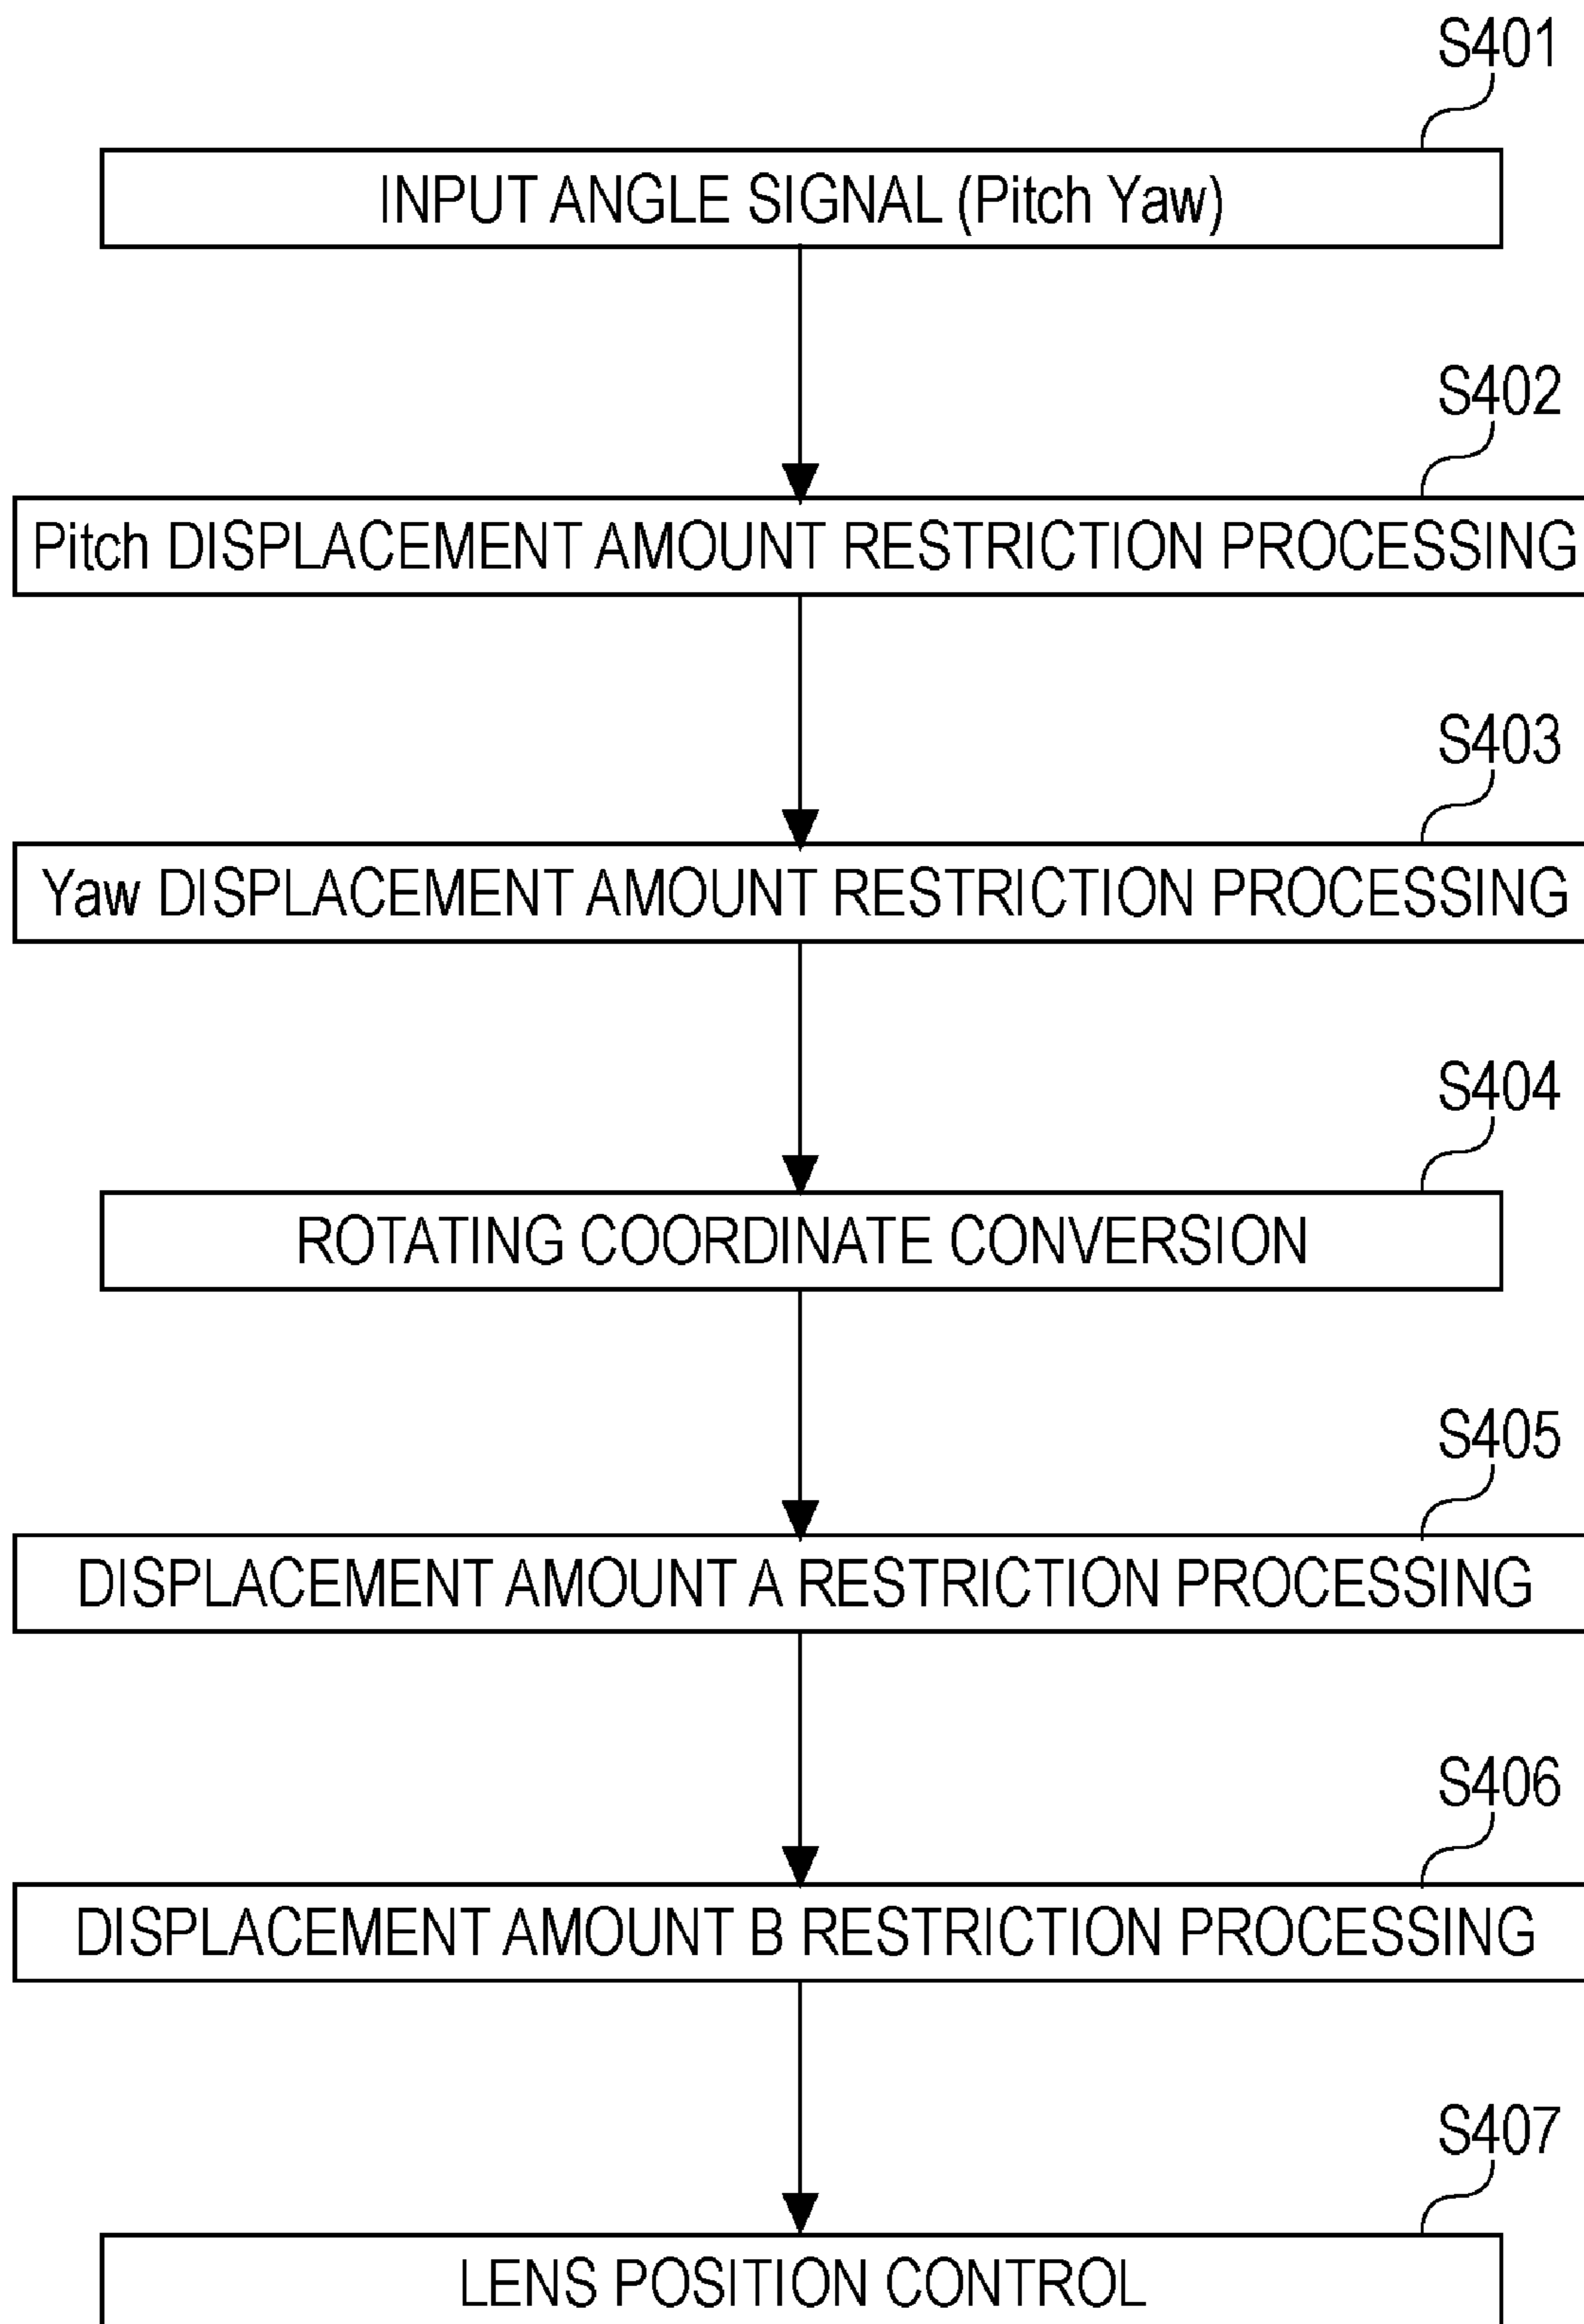 S401
INPUT ANGLE SIGNAL (Pitch Yaw)
S402
Pitch DISPLACEMENT AMOUNT RESTRICTION PROCESSING
S403
Yaw DISPLACEMENT AMOUNT RESTRICTION PROCESSING
S404
ROTATING COORDINATE CONVERSION
S405
DISPLACEMENT AMOUNT A RESTRICTION PROCESSING
S406
DISPLACEMENT AMOUNT B RESTRICTION PROCESSING
S407
LENS POSITION CONTROL